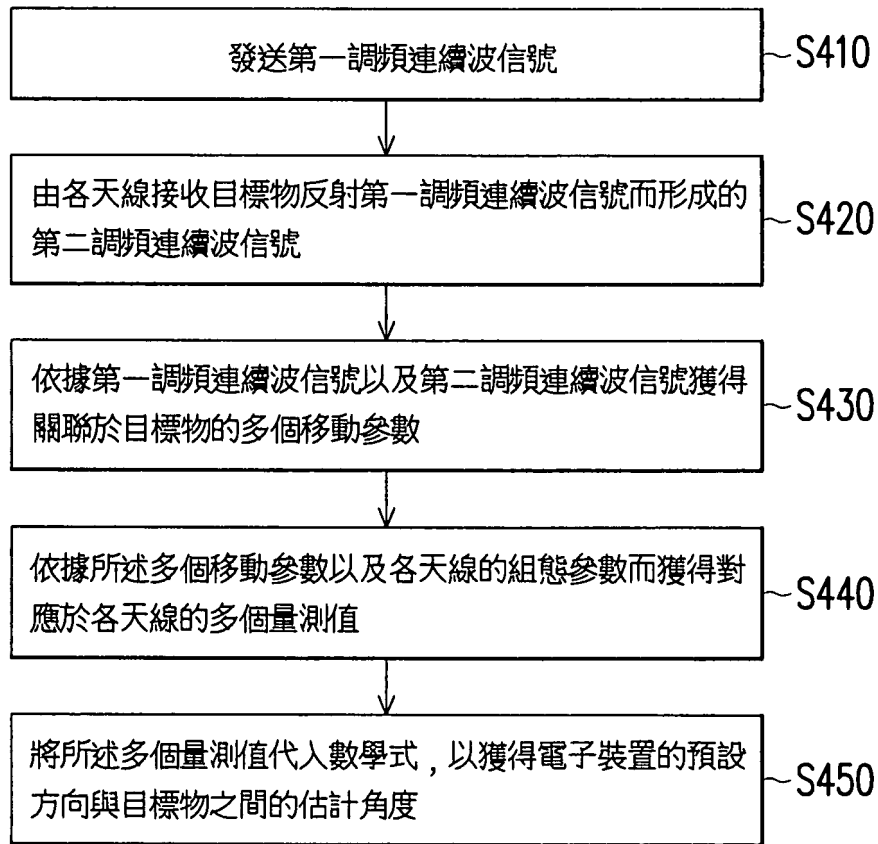 發送第一調頻連續波信號
S410
由各天線接收目標物反射第一調頻連續波信號而形成的
第二調頻連續波信號
S420
依據第一調頻連續波信號以及第二調頻連續波信號獲得
關聯於目標物的多個移動參數
S430
依據所述多個移動參數以及各天線的組態參數而獲得對
應於各天線的多個量測值
S440
將所述多個量測值代入數學式，以獲得電子裝置的預設
方向與目標物之間的估計角度
S450